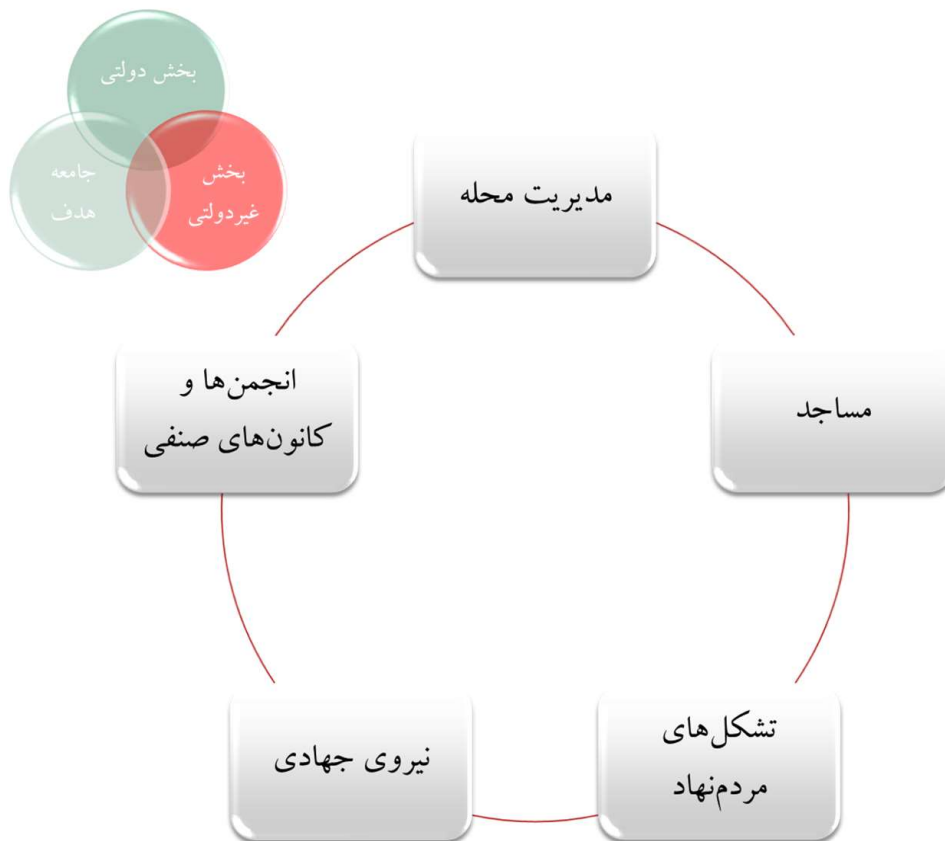 بخش دولتی
بخش
غیردولتی
جامعه
هدف
مدیریت محله
مساجد
تشکل‌های
مردم‌نهاد
نیروی جهادی
انجمن‌ها و
کانون‌های صنفی